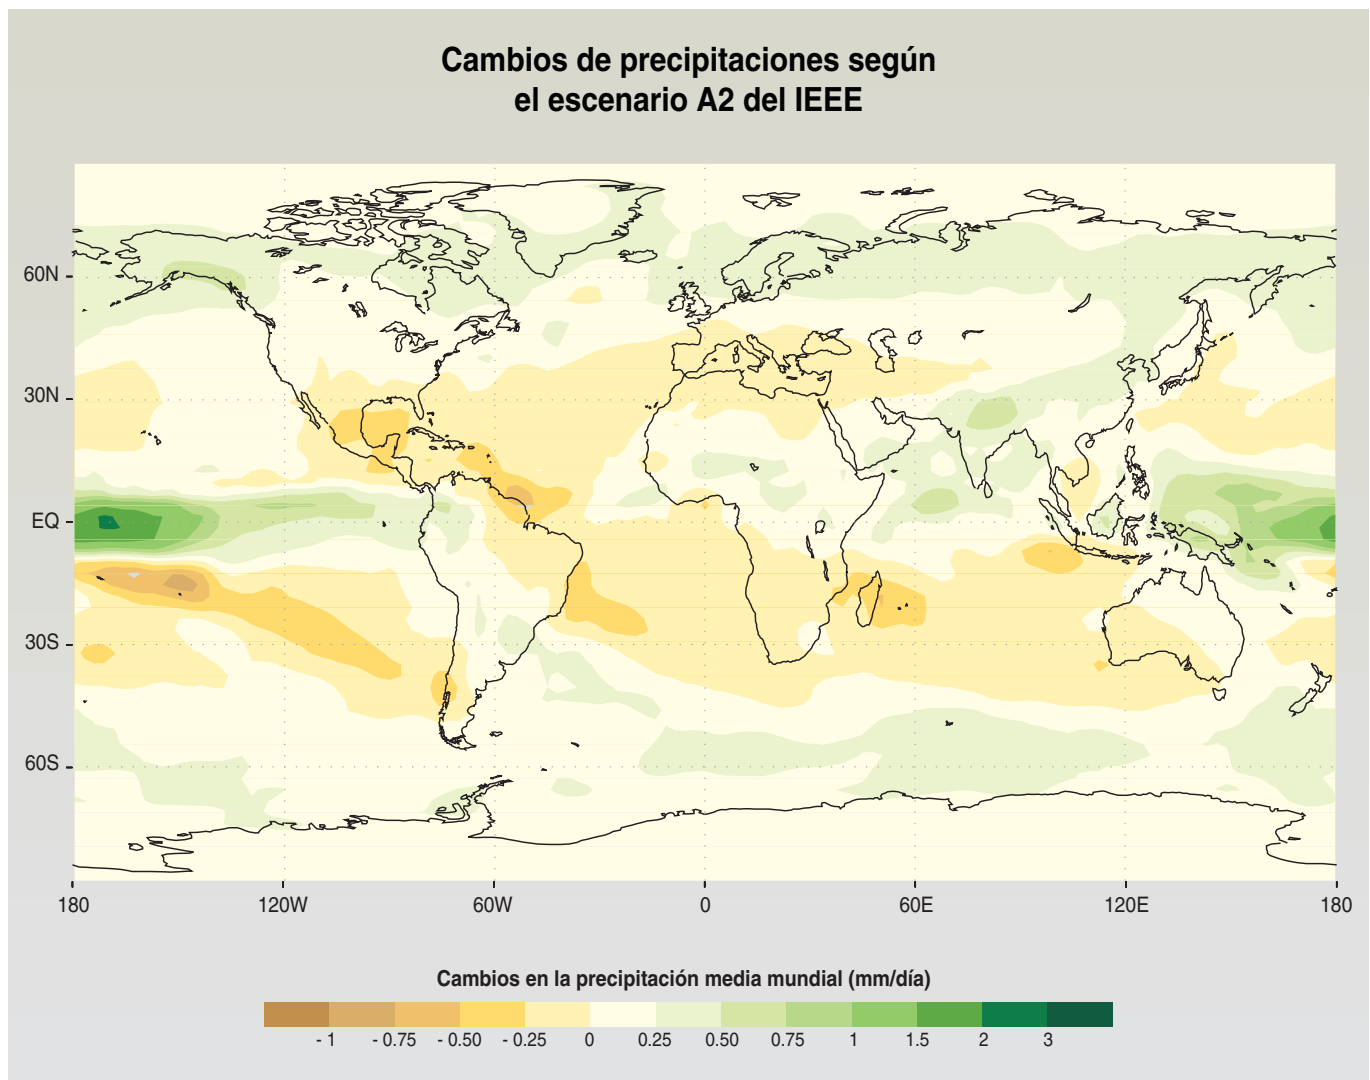 Cambios de precipitaciones según
el escenario A2 del IEEE
60N
30N
EQ
30S
60S
180 120W 60W 0 60E 120E 180
Cambios en la precipitación media mundial (mm/día)
- 1 - 0.75 - 0.50 - 0.25 0 0.25 0.50 0.75 1 1.5 2 3